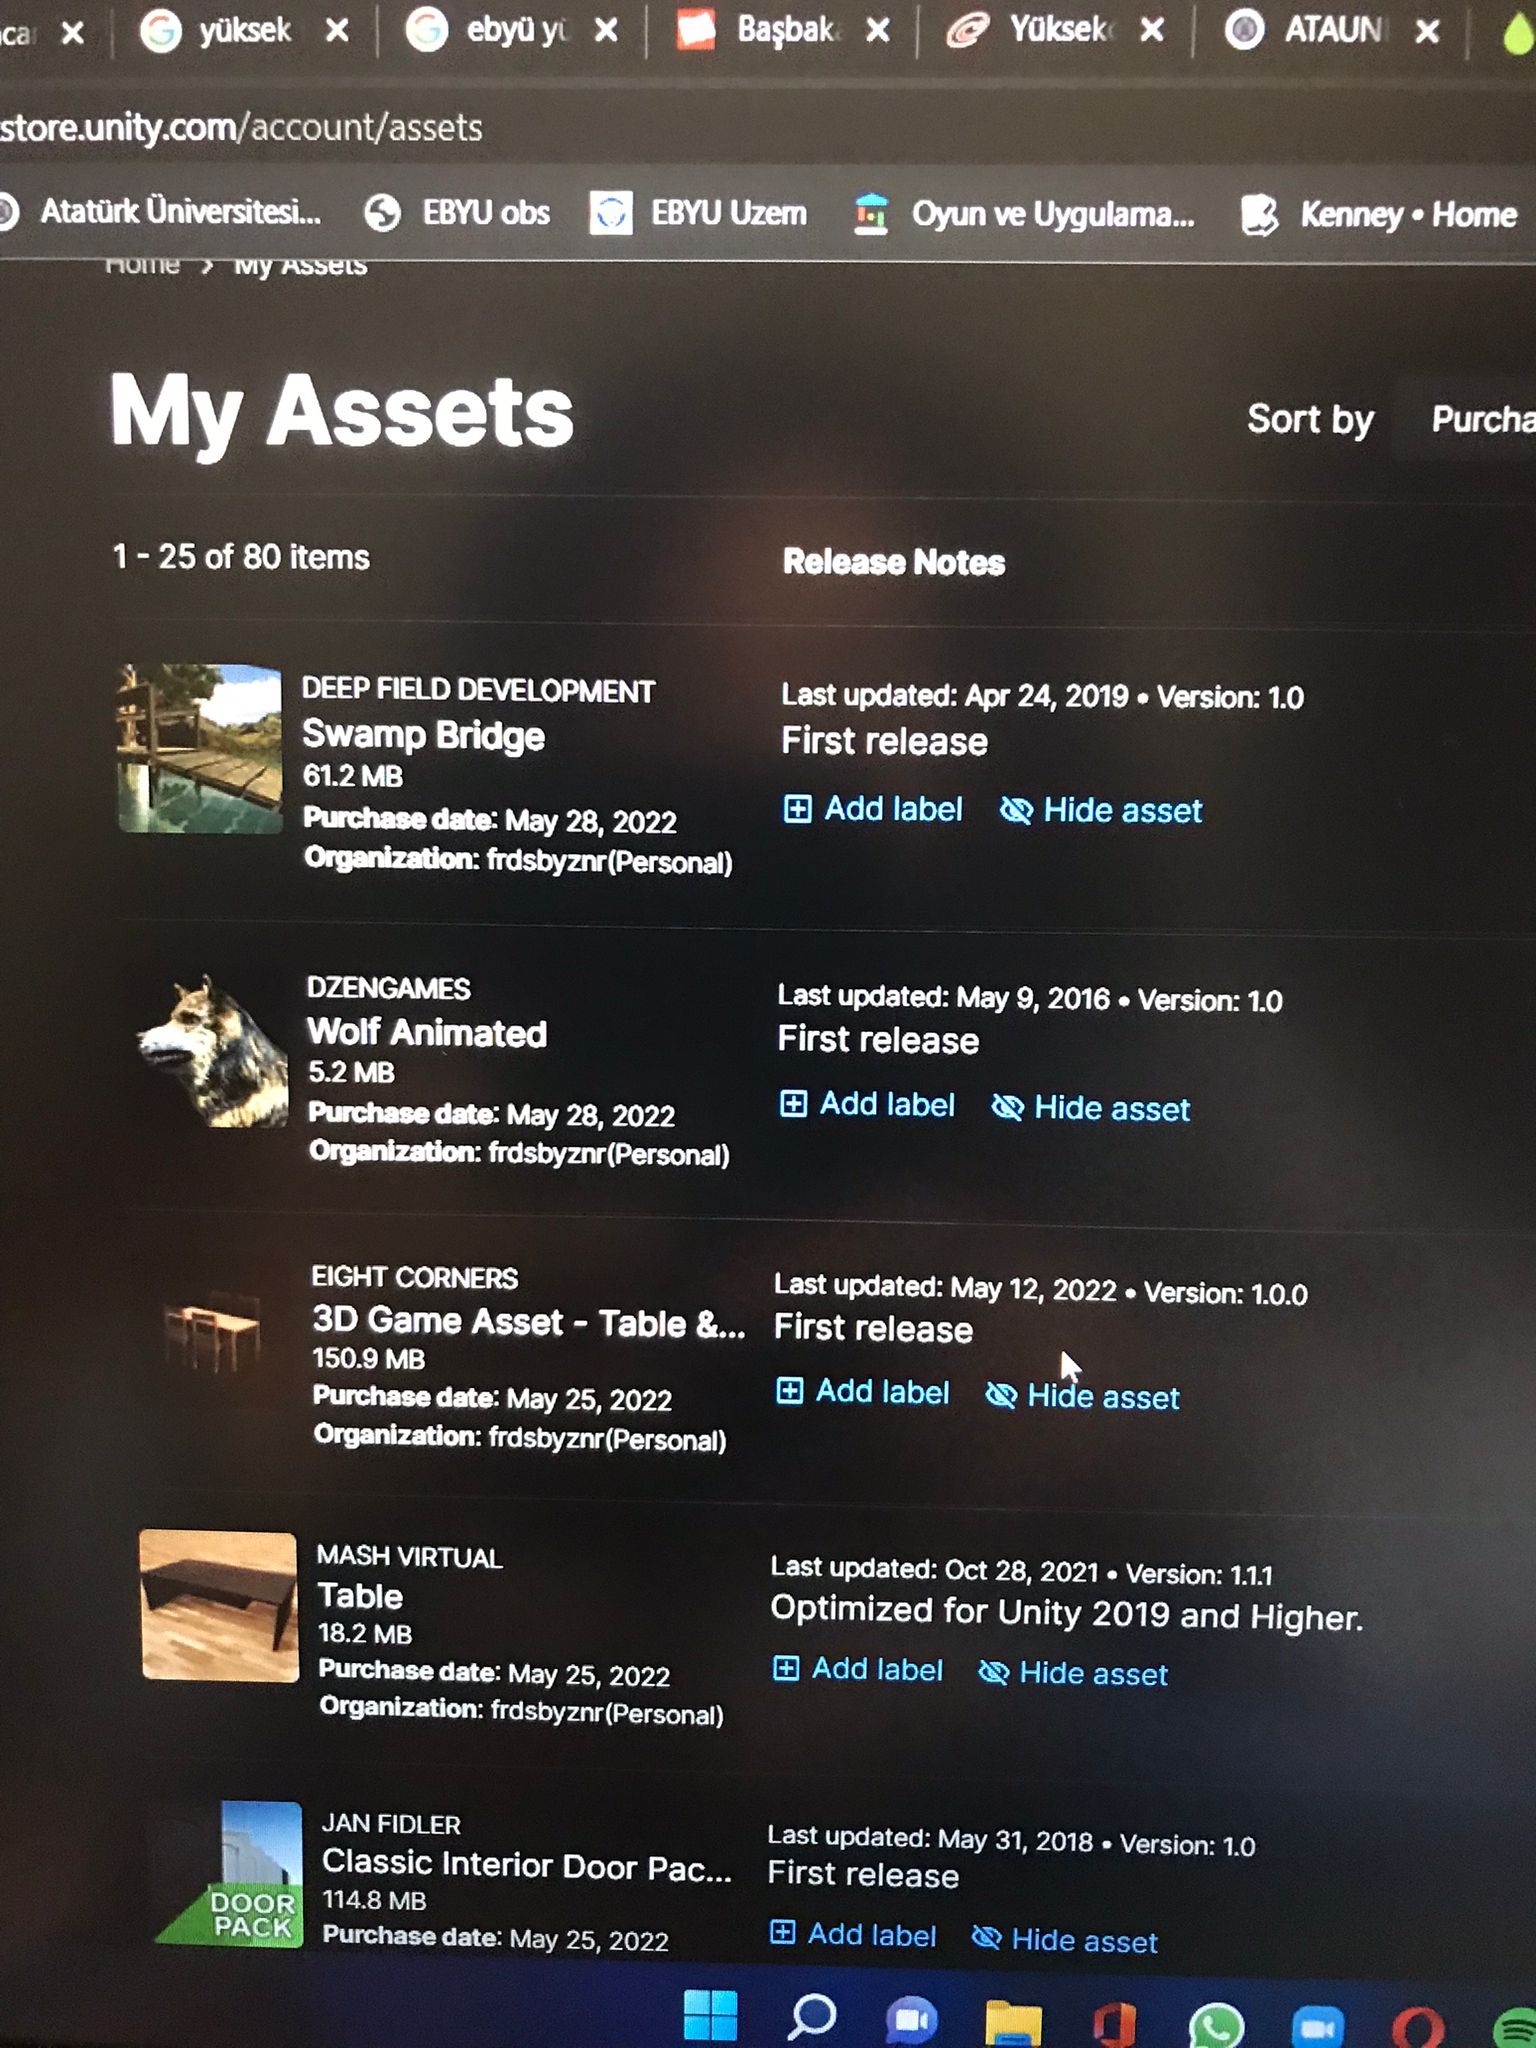 yüksek
ebyü yü
Başbak
Yüksek
ATAUN
store.unity.com/account/assets
Atatürk Üniversitesi...
EBYU obs
EBYU Uzem
Oyun ve Uygulama...
Kenney • Home
Home > My Assets
My Assets
Sort by
Purcha
1 - 25 of 80 items
Release Notes
DEEP FIELD DEVELOPMENT
Swamp Bridge
61.2 MB
Purchase date: May 28, 2022
Organization: frdsbyznr(Personal)
Last updated: Apr 24, 2019 • Version: 1.0
First release
Add label
Hide asset
DZENGAMES
Wolf Animated
5.2 MB
Purchase date: May 28, 2022
Organization: frdsbyznr(Personal)
Last updated: May 9, 2016 • Version: 1.0
First release
Add label
Hide asset
EIGHT CORNERS
3D Game Asset - Table &...
150.9 MB
Purchase date: May 25, 2022
Organization: frdsbyznr(Personal)
Last updated: May 12, 2022 • Version: 1.0.0
First release
Add label
Hide asset
MASH VIRTUAL
Table
18.2 MB
Purchase date: May 25, 2022
Organization: frdsbyznr(Personal)
Last updated: Oct 28, 2021 • Version: 1.1.1
Optimized for Unity 2019 and Higher.
Add label
Hide asset
DOOR
PACK
JAN FIDLER
Classic Interior Door Pac...
114.8 MB
Purchase date: May 25, 2022
Last updated: May 31, 2018 • Version: 1.0
First release
Add label
Hide asset